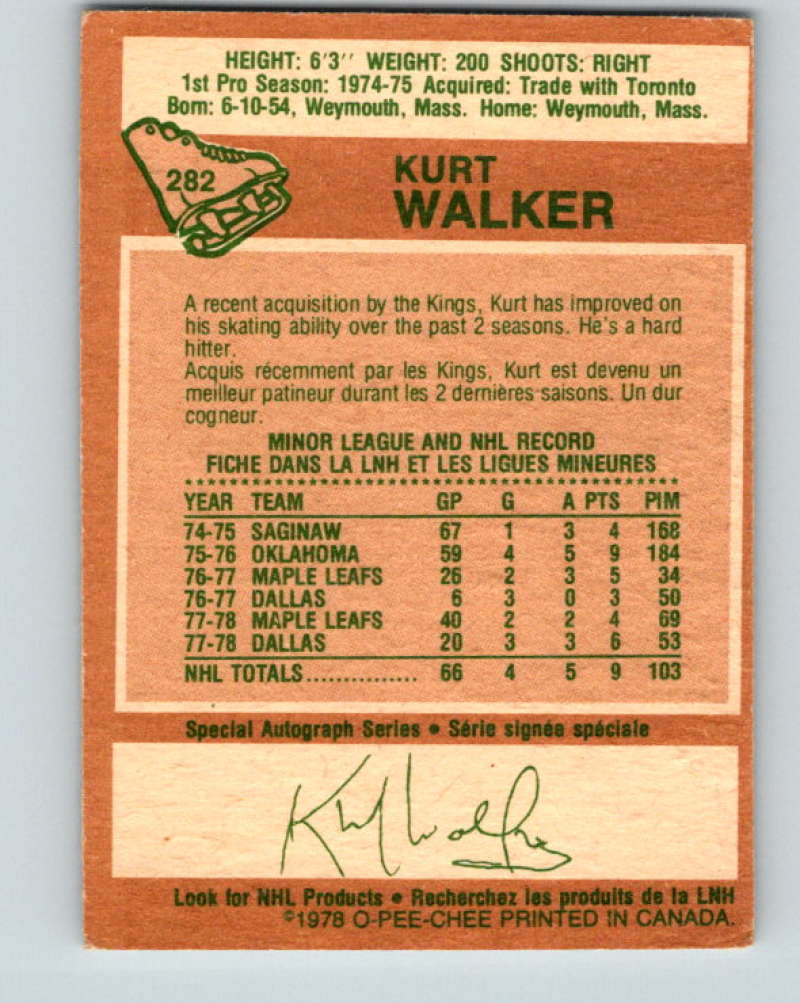 HEIGHT: 6'3'' WEIGHT: 200 SHOOTS: RIGHT
1st Pro Season: 1974-75 Acquired: Trade with Toronto
Born: 6-10-54, Weymouth, Mass. Home: Weymouth, Mass.
282
KURT
WALKER
A recent acquisition by the Kings, Kurt has improved on
his skating ability over the past 2 seasons. He's a hard
hitter.
Acquis récemment par les Kings, Kurt est devenu un
meilleur patineur durant les 2 dernières saisons. Un dur
cogneur.
MINOR LEAGUE AND NHL RECORD
FICHE DANS LA LNH ET LES LIGUES MINEURES
YEAR TEAM GP G A PTS PIM
74-75 SAGINAW 67 1 3 4 168
75-76 OKLAHOMA 59 4 5 9 184
76-77 MAPLE LEAFS 26 2 3 5 34
76-77 DALLAS 6 3 0 3 50
77-78 MAPLE LEAFS 40 2 2 4 69
77-78 DALLAS 20 3 3 6 53
NHL TOTALS............... 66 4 5 9 103
Special Autograph Series • Série signée spéciale
Kurt Walker
Look for NHL Products • Recherchez les produits de la LNH
©1978 O-PEE-CHEE PRINTED IN CANADA.